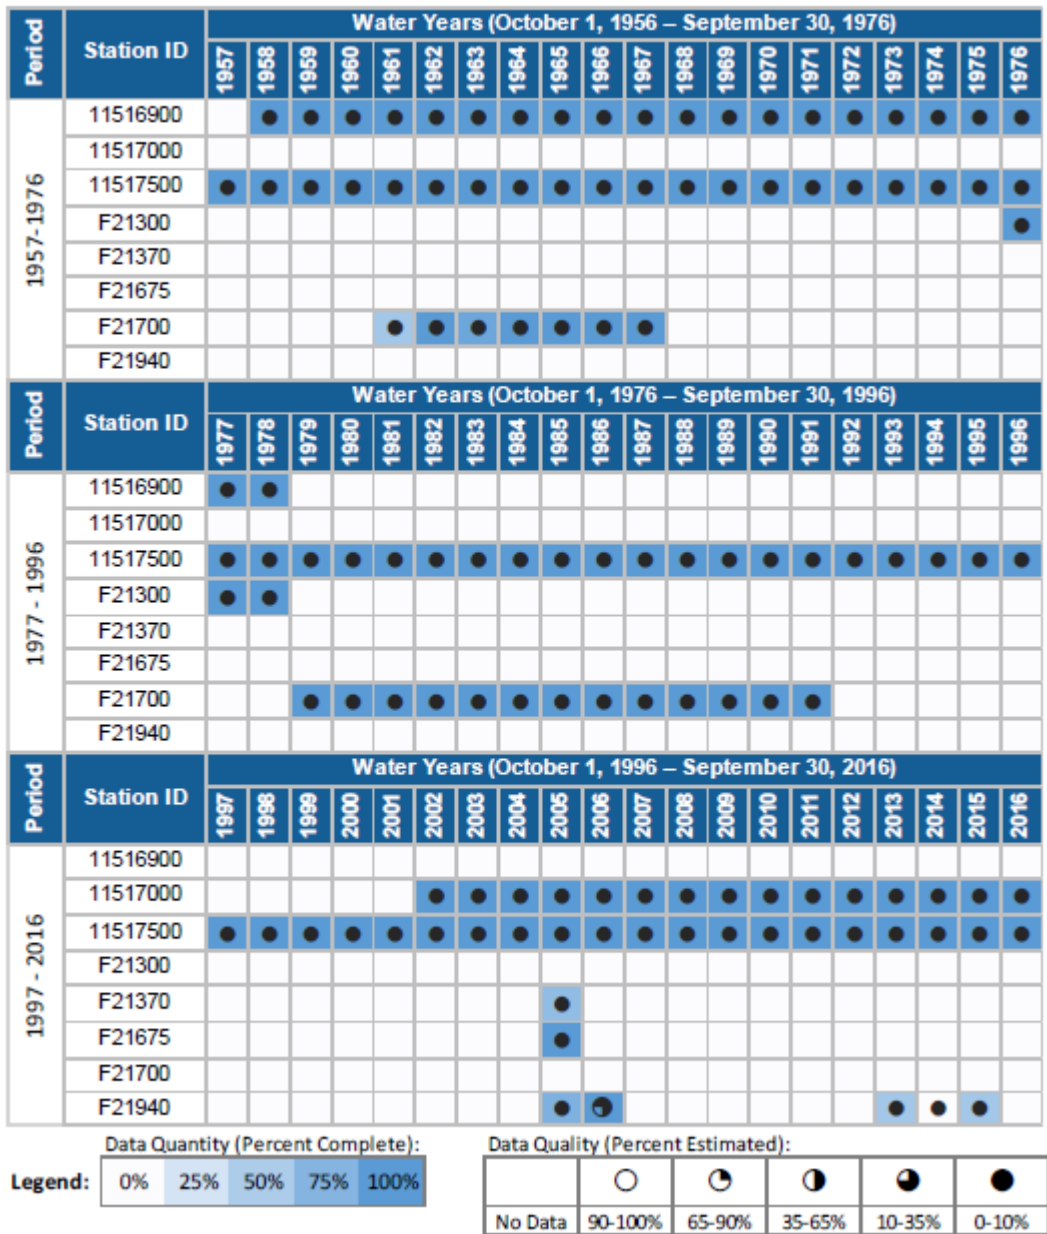 Period Station ID Water Years (October 1, 1956 – September 30, 1976)
1957 1958 1959 1960 1961 1962 1963 1964 1965 1966 1967 1968 1969 1970 1971 1972 1973 1974 1975 1976
1957-1976
11516900
11517000
11517500
F21300
F21370
F21675
F21700
F21940
Period Station ID Water Years (October 1, 1976 – September 30, 1996)
1977 1978 1979 1980 1981 1982 1983 1984 1985 1986 1987 1988 1989 1990 1991 1992 1993 1994 1995 1996
1977 - 1996
11516900
11517000
11517500
F21300
F21370
F21675
F21700
F21940
Period Station ID Water Years (October 1, 1996 – September 30, 2016)
1997 1998 1999 2000 2001 2002 2003 2004 2005 2006 2007 2008 2009 2010 2011 2012 2013 2014 2015 2016
1997 - 2016
11516900
11517000
11517500
F21300
F21370
F21675
F21700
F21940
Data Quantity (Percent Complete): Data Quality (Percent Estimated):
Legend: 0% 25% 50% 75% 100%
No Data 90-100% 65-90% 35-65% 10-35% 0-10%